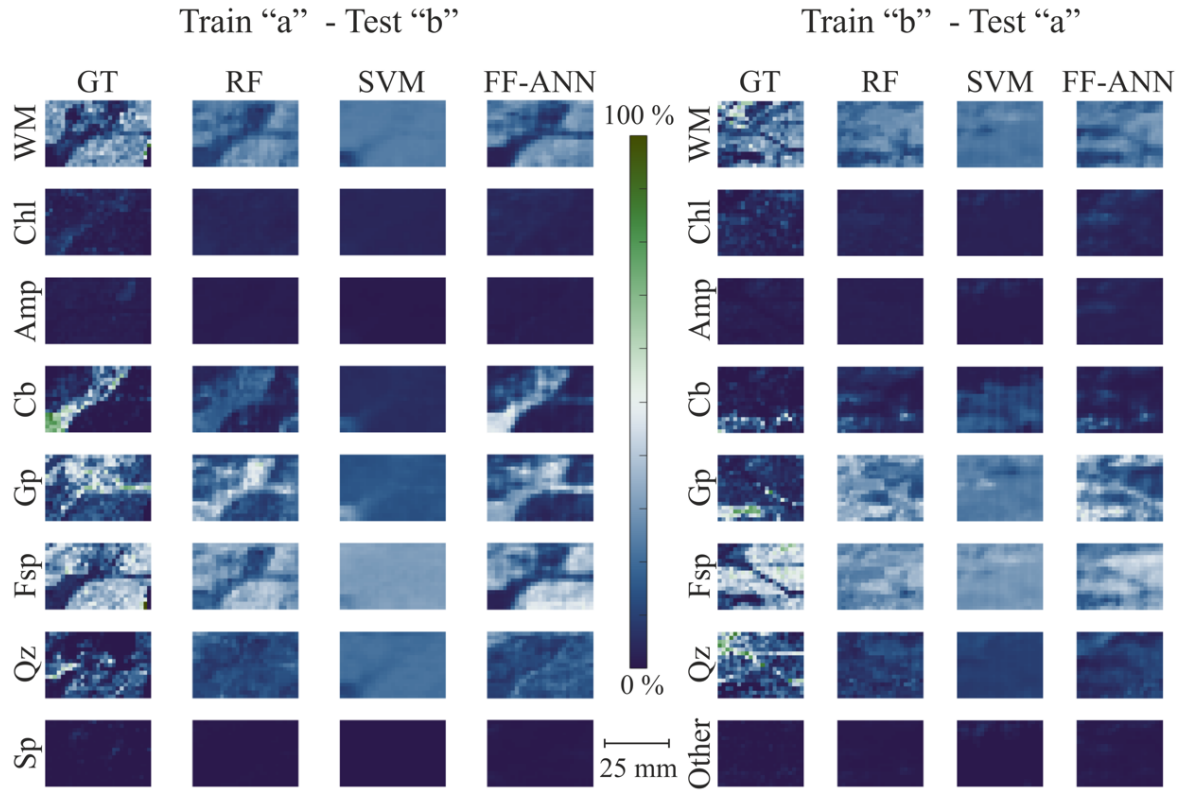 Train “a” - Test “b”
Train “b” - Test “a”
GT RF SVM FF-ANN
GT RF SVM FF-ANN
100 %
0 %
25 mm
WM
Chl
Amp
Cb
Gp
Fsp
Qz
Sp
WM
Chl
Amp
Cb
Gp
Fsp
Qz
Other